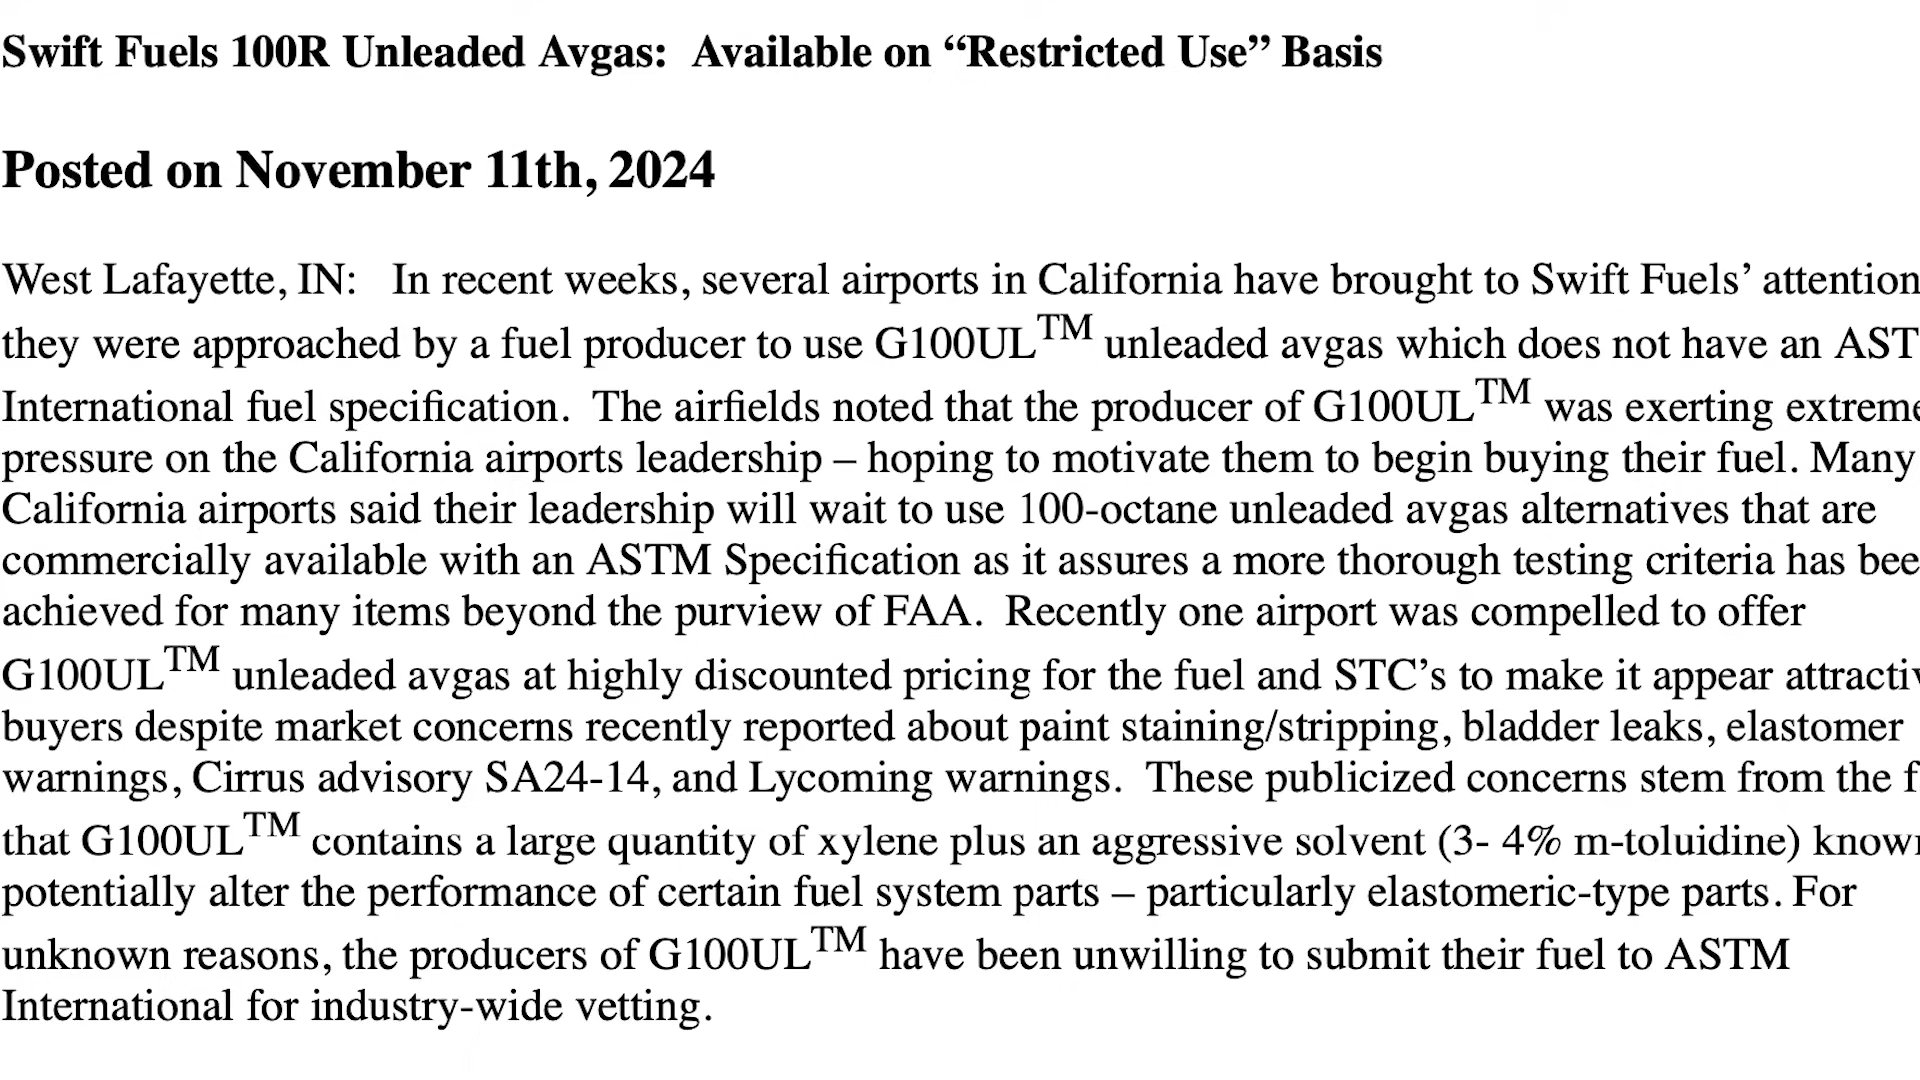 Swift Fuels 100R Unleaded Avgas:  Available on “Restricted Use” Basis
Posted on November 11th, 2024
West Lafayette, IN:   In recent weeks, several airports in California have brought to Swift Fuels’ attention
they were approached by a fuel producer to use G100UL™ unleaded avgas which does not have an AST
International fuel specification.  The airfields noted that the producer of G100UL™ was exerting extreme
pressure on the California airports leadership – hoping to motivate them to begin buying their fuel. Many
California airports said their leadership will wait to use 100-octane unleaded avgas alternatives that are
commercially available with an ASTM Specification as it assures a more thorough testing criteria has bee
achieved for many items beyond the purview of FAA.  Recently one airport was compelled to offer
G100UL™ unleaded avgas at highly discounted pricing for the fuel and STC’s to make it appear attractiv
buyers despite market concerns recently reported about paint staining/stripping, bladder leaks, elastomer
warnings, Cirrus advisory SA24-14, and Lycoming warnings.  These publicized concerns stem from the f
that G100UL™ contains a large quantity of xylene plus an aggressive solvent (3- 4% m-toluidine) known
potentially alter the performance of certain fuel system parts – particularly elastomeric-type parts. For
unknown reasons, the producers of G100UL™ have been unwilling to submit their fuel to ASTM
International for industry-wide vetting.